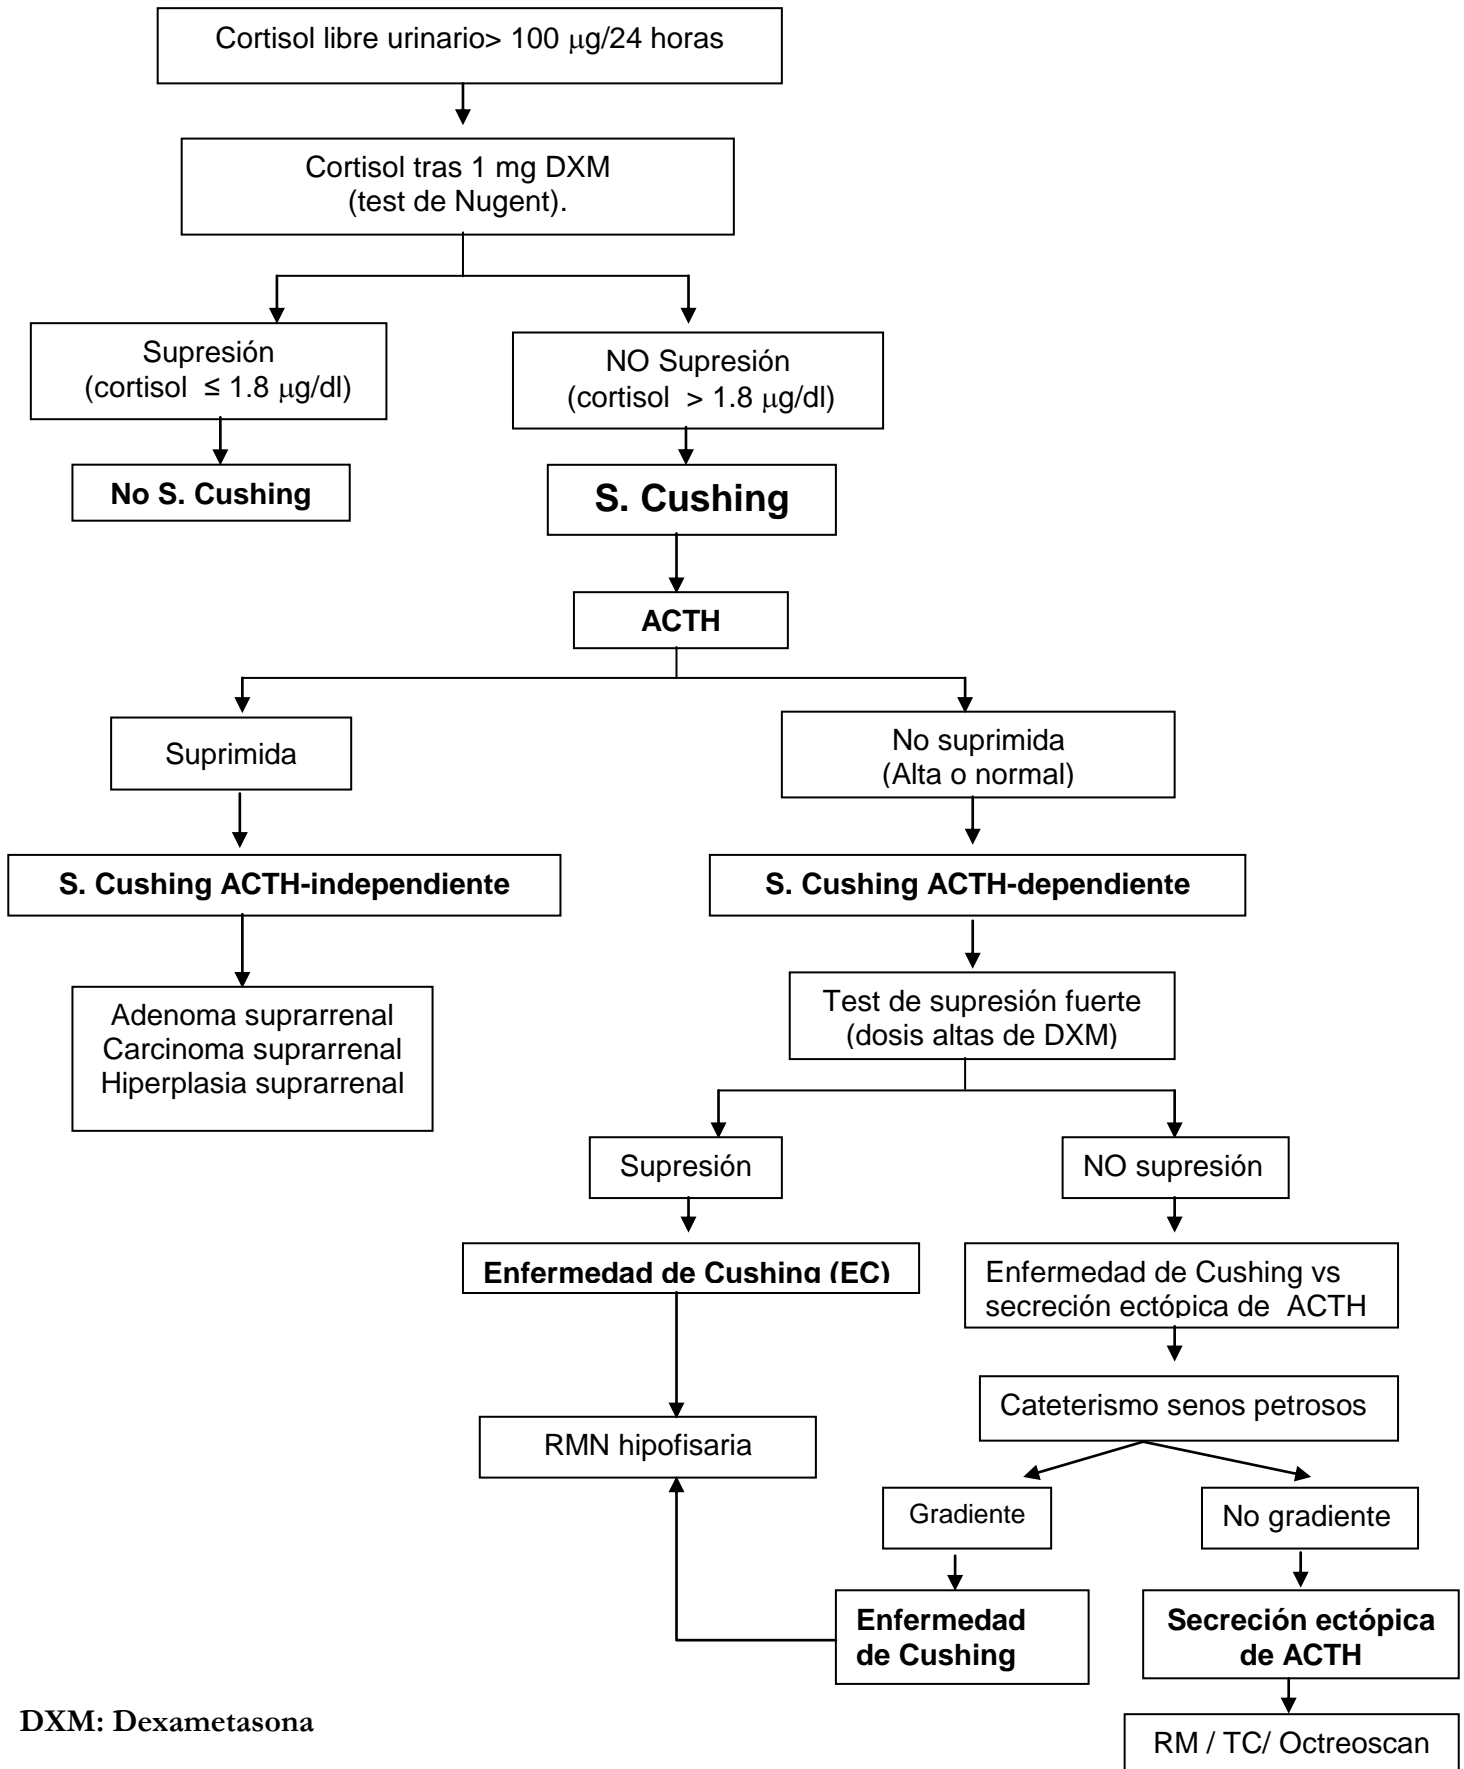 Cortisol libre urinario> 100 μg/24 horas
Cortisol tras 1 mg DXM
(test de Nugent).
Supresión
(cortisol ≤ 1.8 μg/dl)
NO Supresión
(cortisol > 1.8 μg/dl)
No S. Cushing
S. Cushing
ACTH
Suprimida
No suprimida
(Alta o normal)
S. Cushing ACTH-independiente
S. Cushing ACTH-dependiente
Adenoma suprarrenal
Carcinoma suprarrenal
Hiperplasia suprarrenal
Test de supresión fuerte
(dosis altas de DXM)
Supresión
NO supresión
Enfermedad de Cushing (EC)
Enfermedad de Cushing vs
secreción ectópica de ACTH
Cateterismo senos petrosos
RMN hipofisaria
Gradiente
No gradiente
Enfermedad
de Cushing
Secreción ectópica
de ACTH
DXM: Dexametasona
RM / TC/ Octreoscan